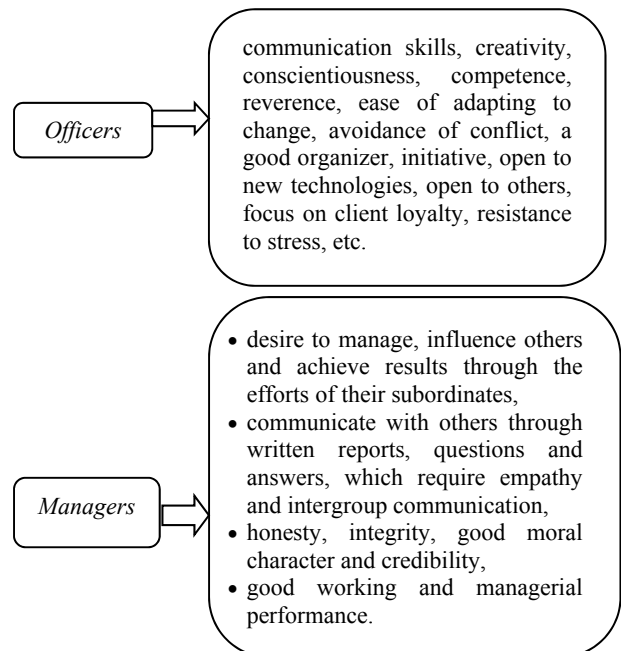 communication skills, creativity,
conscientiousness, competence,
reverence, ease of adapting to
change, avoidance of conflict, a
good organizer, initiative, open to
new technologies, open to others,
focus on client loyalty, resistance
to stress, etc.
Officers
• desire to manage, influence others
and achieve results through the
efforts of their subordinates,
• communicate with others through
written reports, questions and
answers, which require empathy
and intergroup communication,
• honesty, integrity, good moral
character and credibility,
• good working and managerial
performance.
Managers